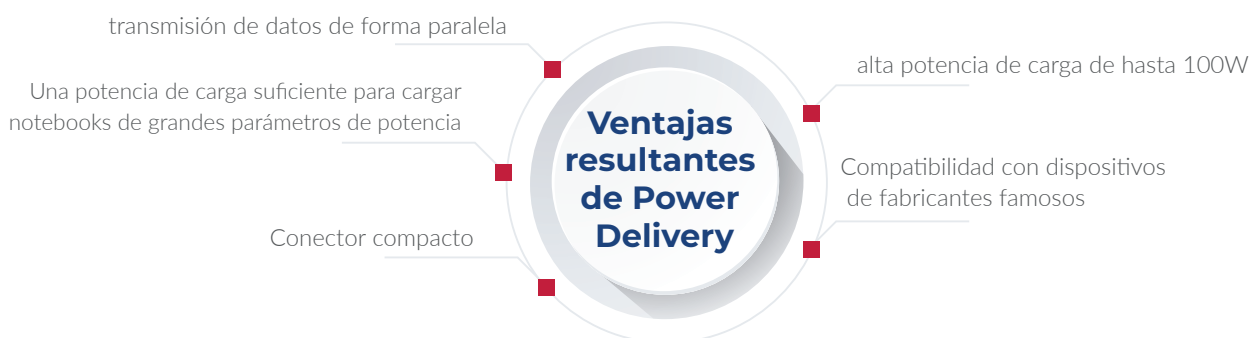 transmisión de datos de forma paralela
Una potencia de carga suficiente para cargar
notebooks de grandes parámetros de potencia
Conector compacto
Ventajas
resultantes
de Power
Delivery
alta potencia de carga de hasta 100W
Compatibilidad con dispositivos
de fabricantes famosos